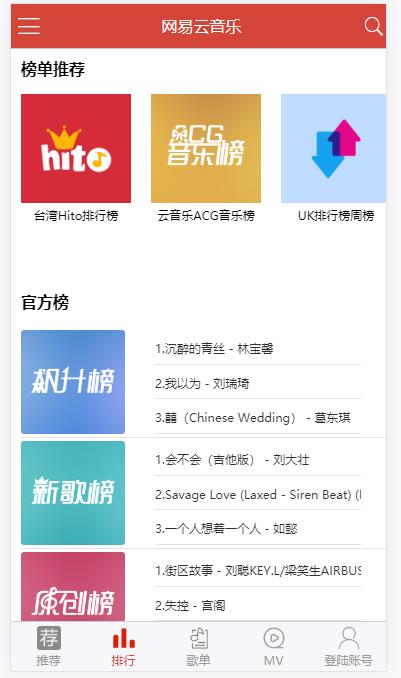 网易云音乐
榜单推荐
hito
ACG
音乐榜
台湾Hito排行榜
云音乐ACG音乐榜
UK排行榜周榜
官方榜
飙升榜
1.沉醉的青丝 - 林宝馨
2.我以为 - 刘瑞琦
3.囍（Chinese Wedding） - 葛东琪
新歌榜
1.会不会（吉他版） - 刘大壮
2.Savage Love (Laxed - Siren Beat) (
3.一个人想着一个人 - 如懿
原创榜
1.街区故事 - 刘聪KEY.L/梁笑生AIRBUS
2.失控 - 宫阁
荐
推荐
排行
歌单
MV
登陆账号